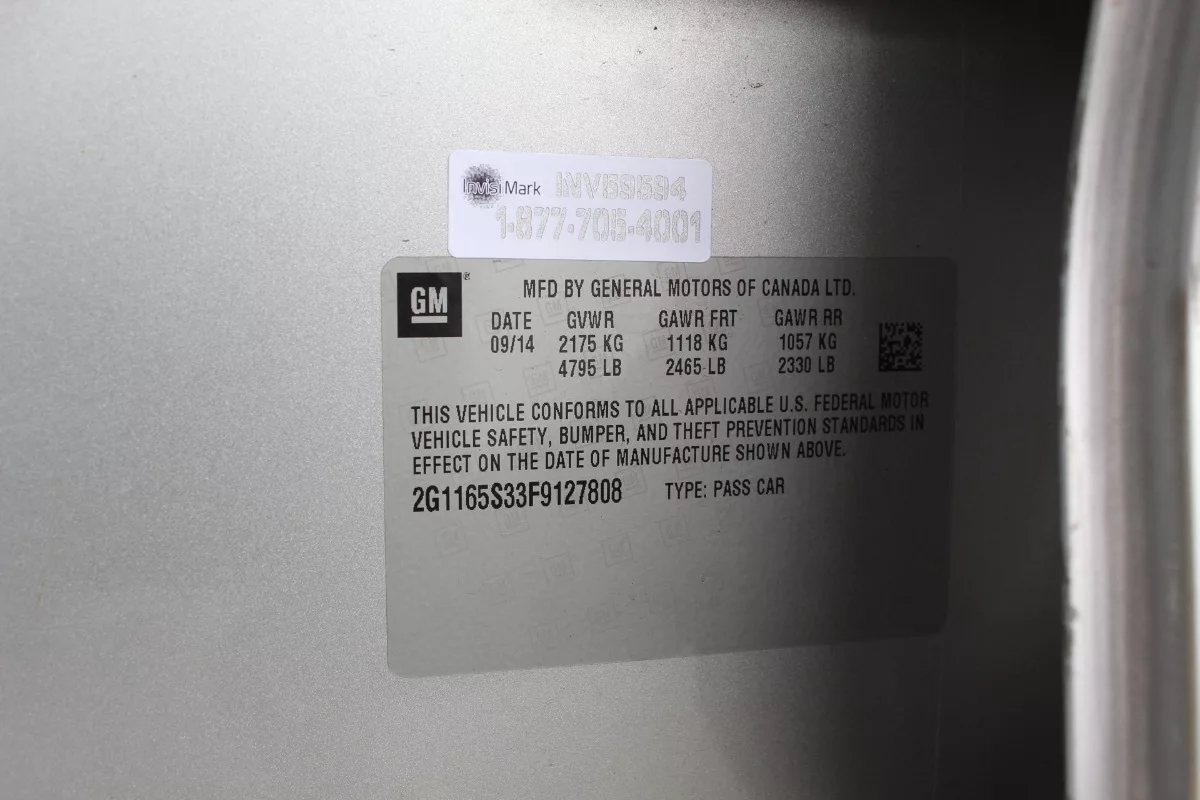 InvisiMark INV59594
1-877-705-4001
GM ®
MFD BY GENERAL MOTORS OF CANADA LTD.
DATE GVWR GAWR FRT GAWR RR
09/14 2175 KG 1118 KG 1057 KG
4795 LB 2465 LB 2330 LB
THIS VEHICLE CONFORMS TO ALL APPLICABLE U.S. FEDERAL MOTOR
VEHICLE SAFETY, BUMPER, AND THEFT PREVENTION STANDARDS IN
EFFECT ON THE DATE OF MANUFACTURE SHOWN ABOVE.
2G1165S33F9127808 TYPE: PASS CAR